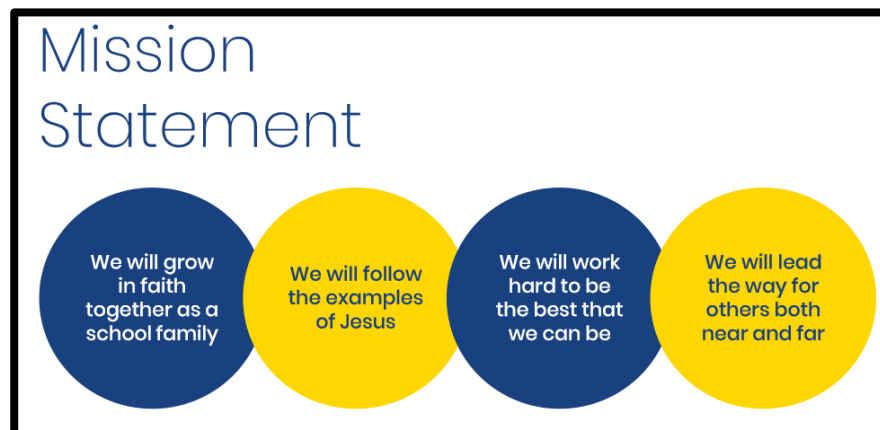 Mission
Statement
We will grow
in faith
together as a
school family
We will follow
the examples
of Jesus
We will work
hard to be
the best that
we can be
We will lead
the way for
others both
near and far